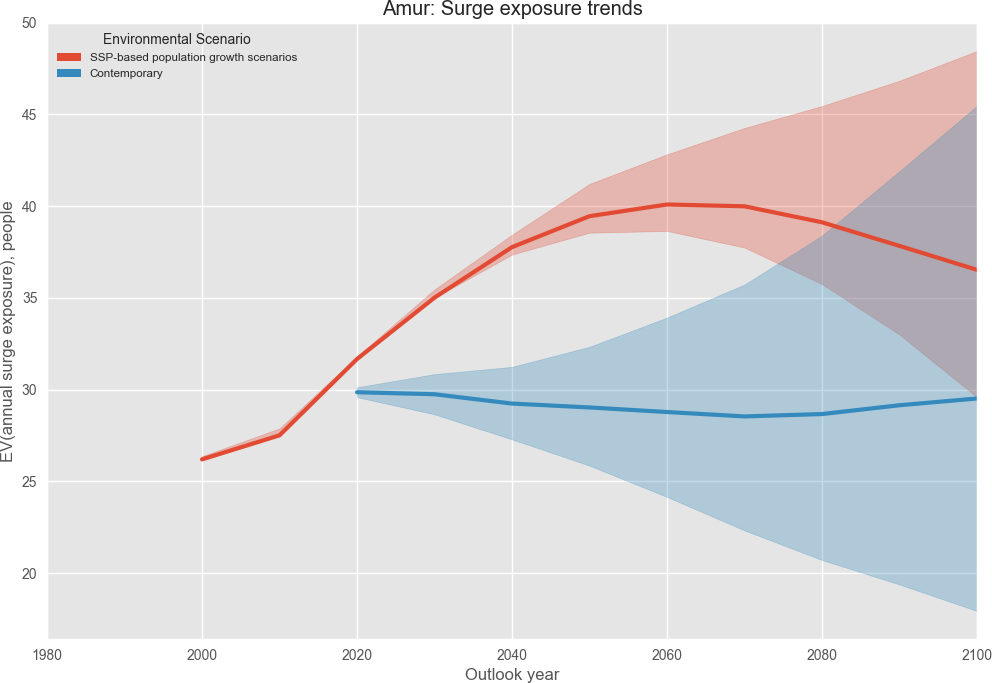 Amur: Surge exposure trends
Environmental Scenario
SSP-based population growth scenarios
Contemporary
EV(annual surge exposure), people
50
45
40
35
30
25
20
1980
2000
2020
2040
2060
2080
2100
Outlook year